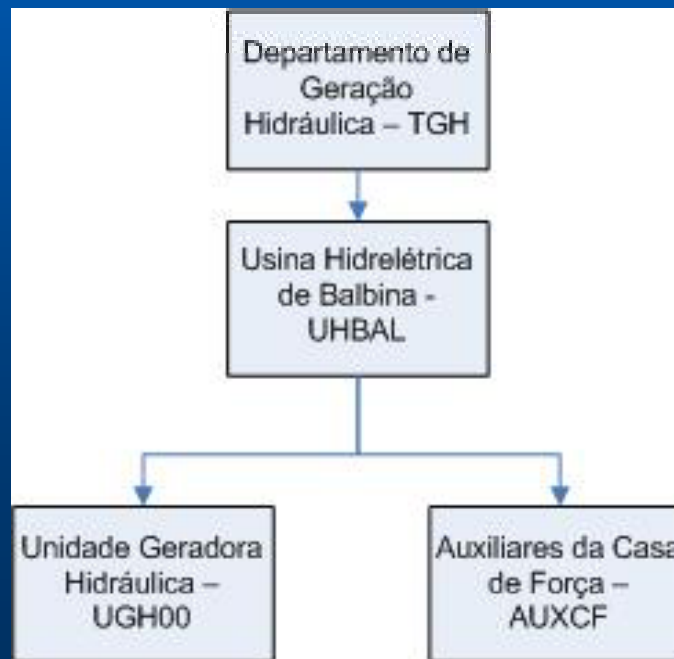 Departamento de
Geração
Hidráulica – TGH
Usina Hidrelétrica
de Balbina -
UHBAL
Unidade Geradora
Hidráulica –
UGH00
Auxiliares da Casa
de Força –
AUXCF